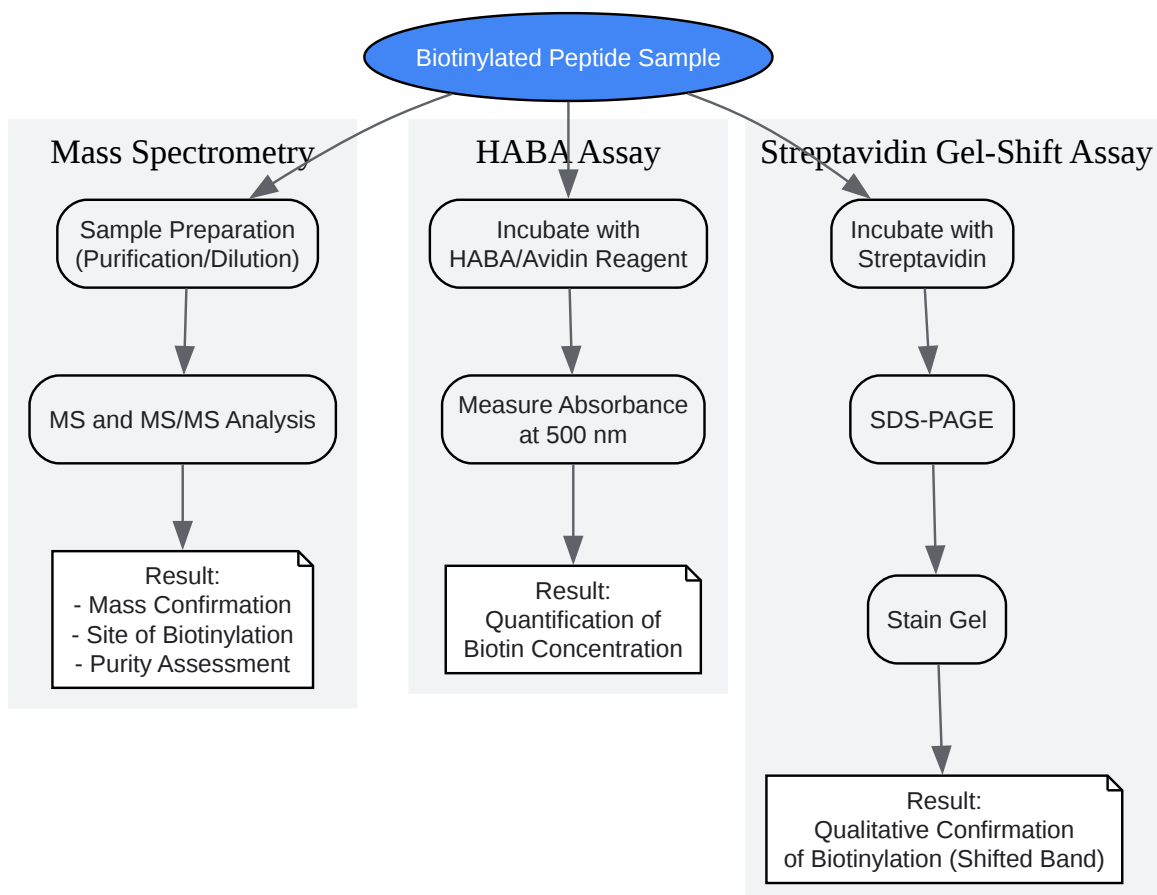 Biotinylated Peptide Sample
Mass Spectrometry
Sample Preparation
(Purification/Dilution)
MS and MS/MS Analysis
Result:
- Mass Confirmation
- Site of Biotinylation
- Purity Assessment
HABA Assay
Incubate with
HABA/Avidin Reagent
Measure Absorbance
at 500 nm
Result:
Quantification of
Biotin Concentration
Streptavidin Gel-Shift Assay
Incubate with
Streptavidin
SDS-PAGE
Stain Gel
Result:
Qualitative Confirmation
of Biotinylation (Shifted Band)